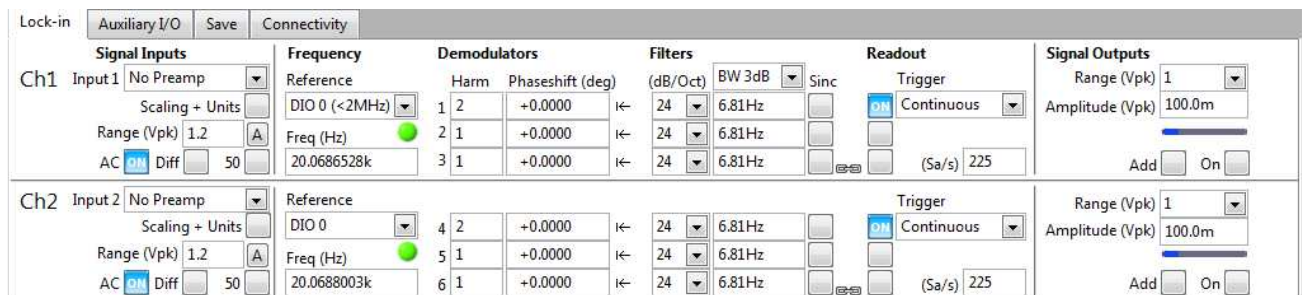 Lock-in Auxiliary I/O Save Connectivity
Signal Inputs Frequency Demodulators Filters Readout Signal Outputs
Ch1 Input 1 No Preamp Reference Harm Phaseshift (deg) (dB/Oct) BW 3dB Sinc Trigger Range (Vpk) 1
Scaling + Units DIO 0 (<2MHz) 1 2 +0.0000 24 6.81Hz ON Continuous Amplitude (Vpk) 100.0m
Range (Vpk) 1.2 A Freq (Hz) 2 1 +0.0000 24 6.81Hz
AC ON Diff 50 20.0686528k 3 1 +0.0000 24 6.81Hz (Sa/s) 225 Add On
Ch2 Input 2 No Preamp Reference Trigger Range (Vpk) 1
Scaling + Units DIO 0 4 2 +0.0000 24 6.81Hz ON Continuous Amplitude (Vpk) 100.0m
Range (Vpk) 1.2 A Freq (Hz) 5 1 +0.0000 24 6.81Hz
AC ON Diff 50 20.0688003k 6 1 +0.0000 24 6.81Hz (Sa/s) 225 Add On